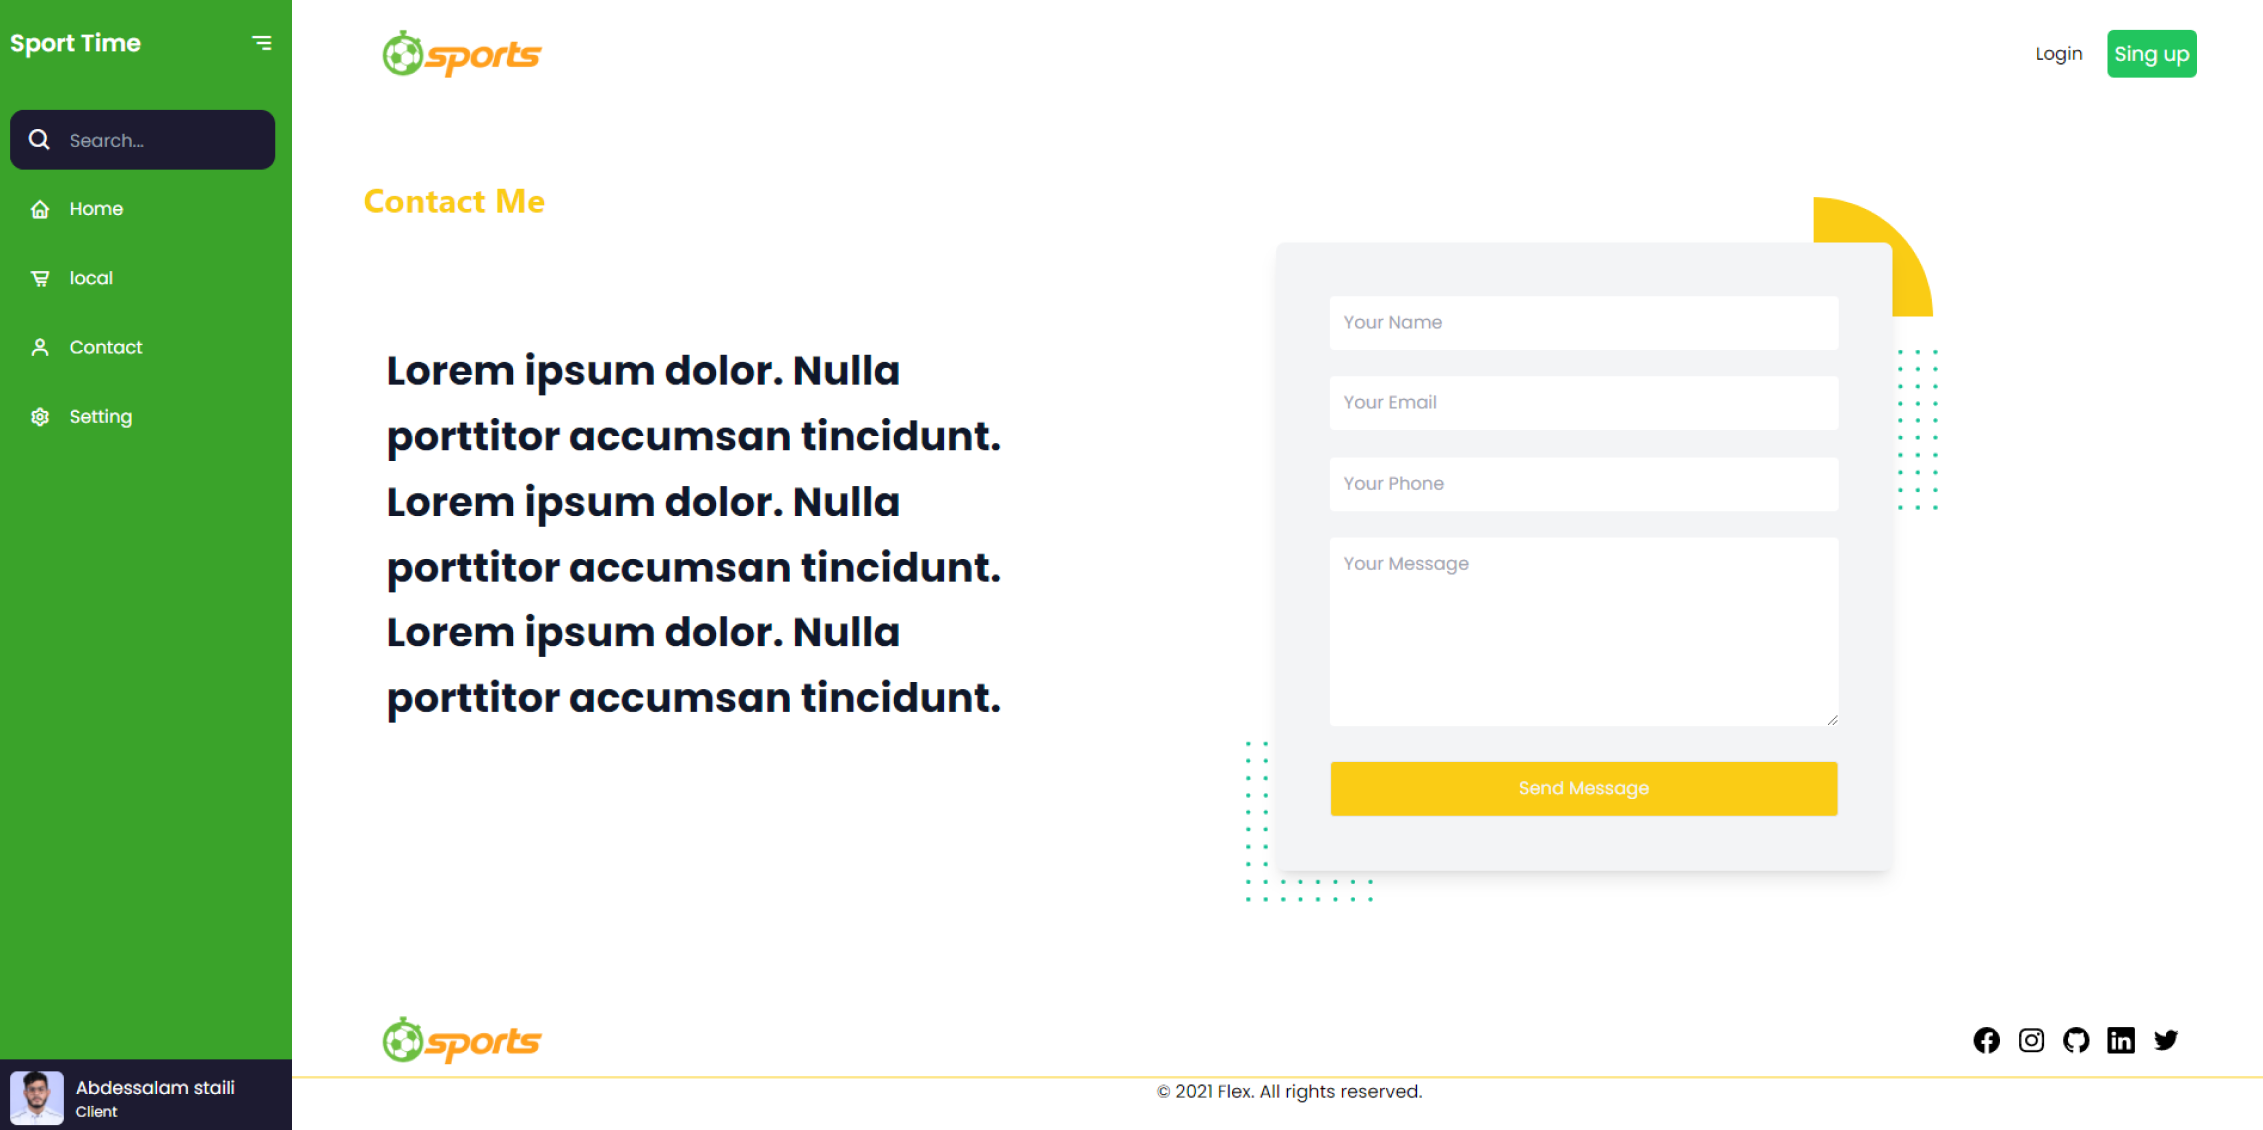 Sport Time
Search...
Home
local
Contact
Setting
Abdessalam staili
Client
sports
Login
Sing up
Contact Me
Lorem ipsum dolor. Nulla
porttitor accumsan tincidunt.
Lorem ipsum dolor. Nulla
porttitor accumsan tincidunt.
Lorem ipsum dolor. Nulla
porttitor accumsan tincidunt.
Your Name
Your Email
Your Phone
Your Message
Send Message
sports
© 2021 Flex. All rights reserved.